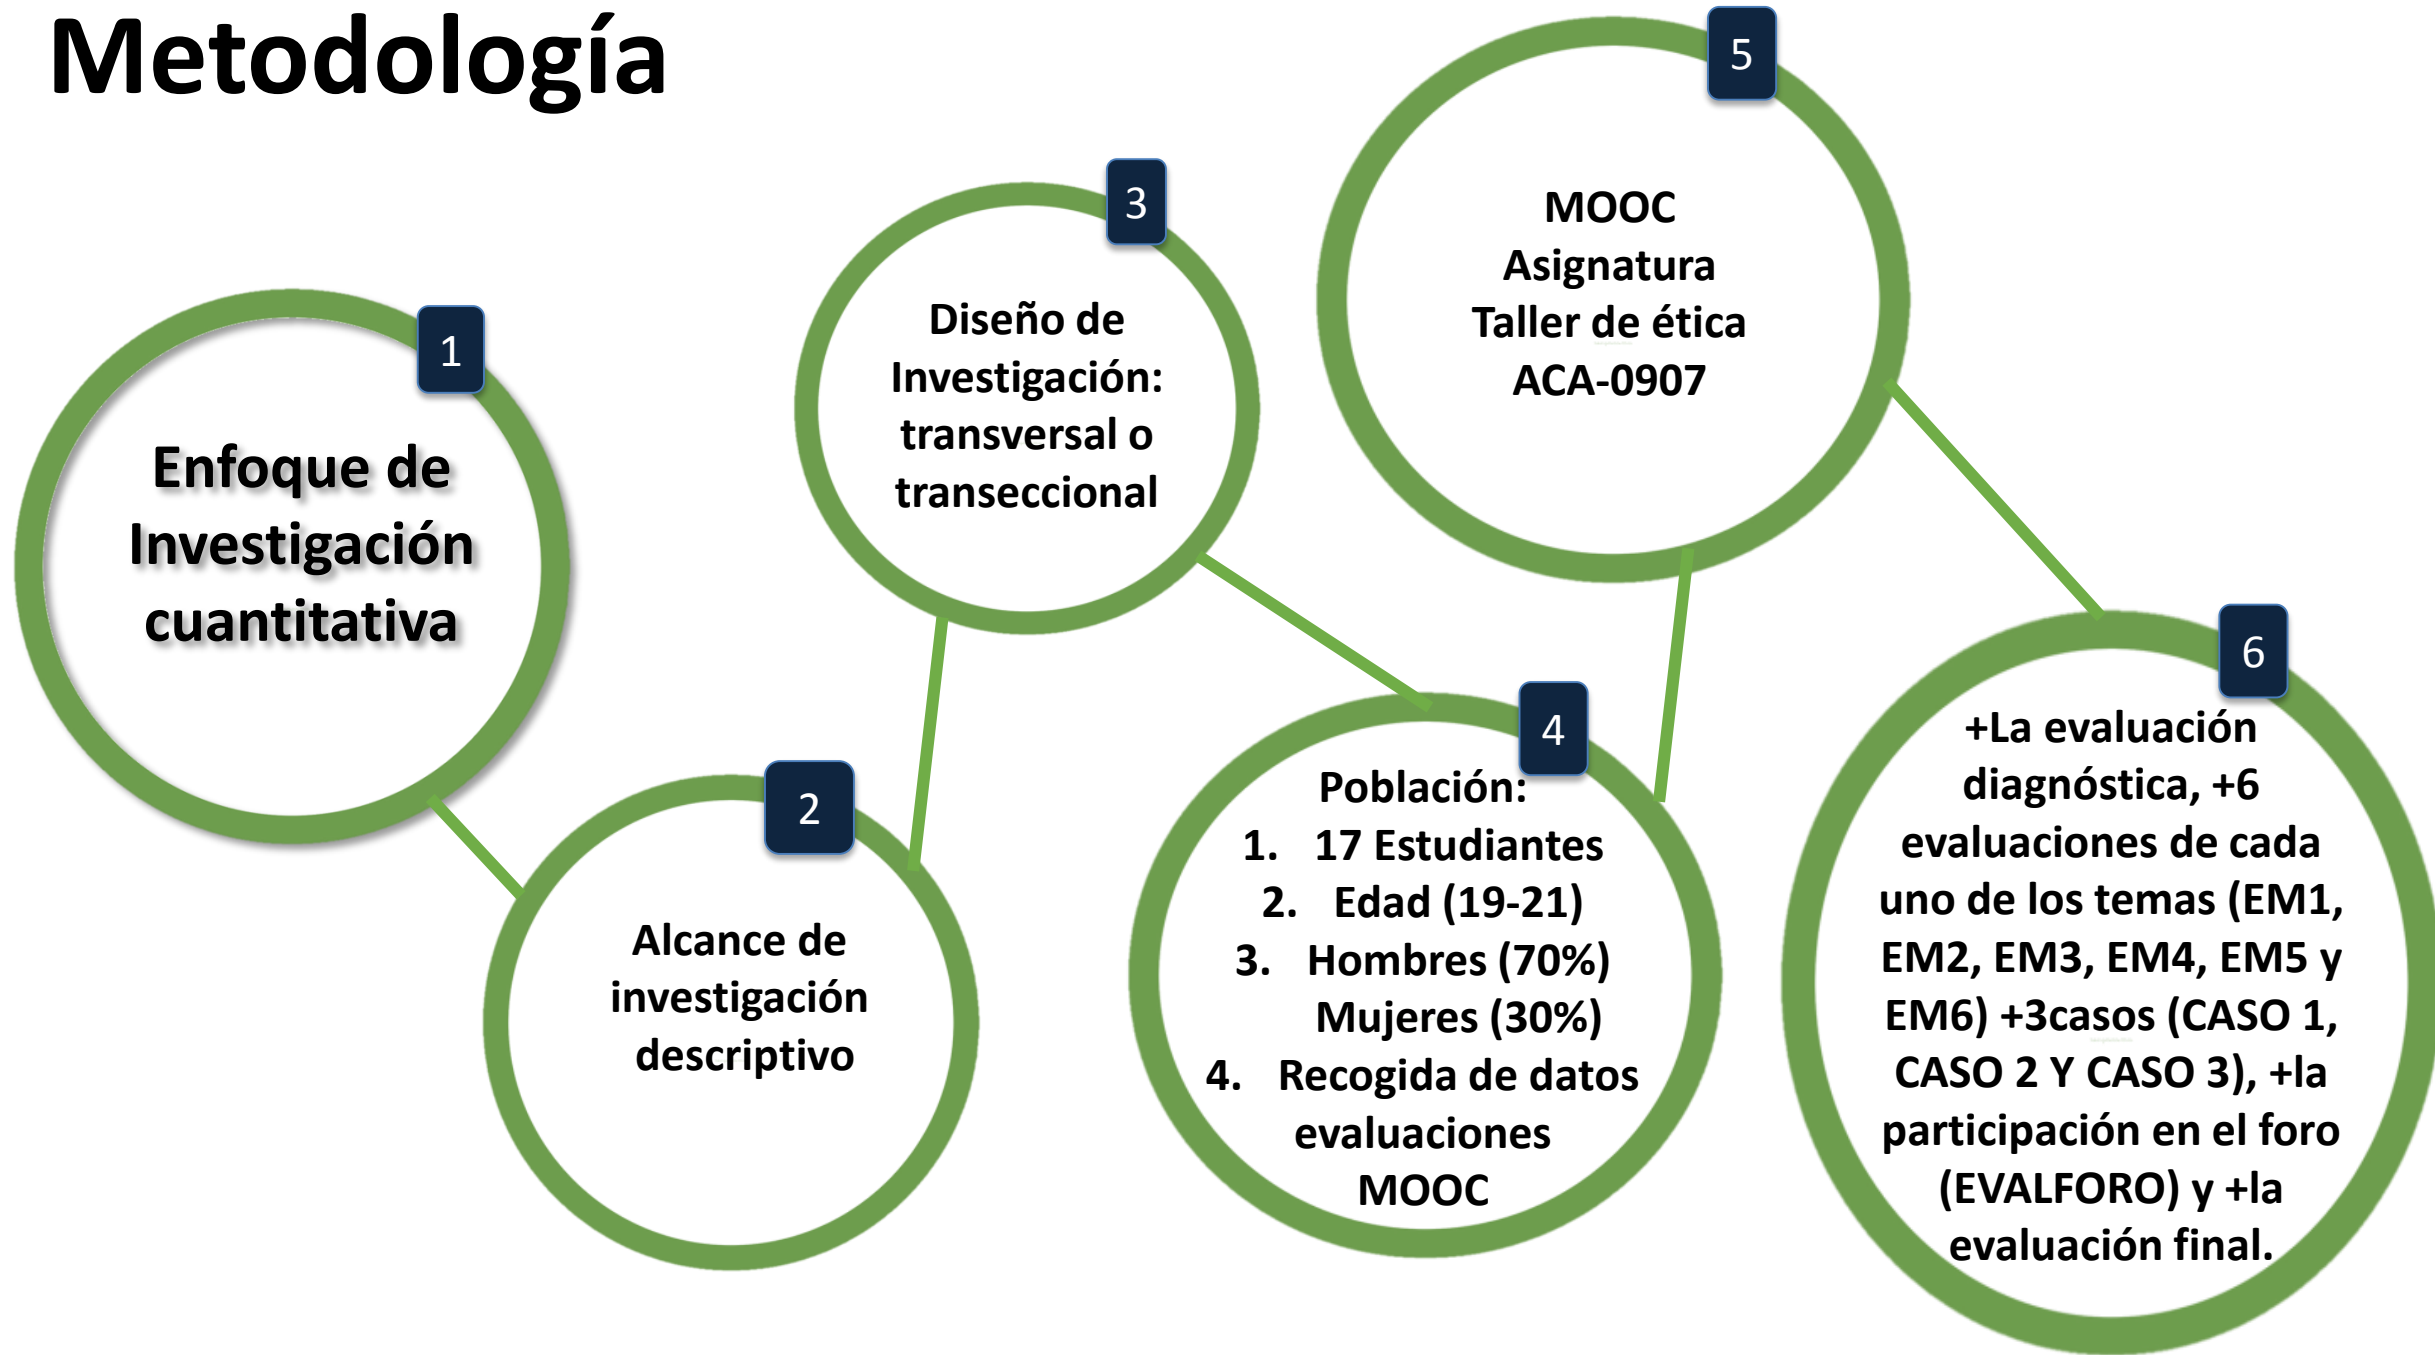 Metodología
1
Enfoque de
Investigación
cuantitativa
2
Alcance de
investigación
descriptivo
3
Diseño de
Investigación:
transversal o
transeccional
4
Población:
1. 17 Estudiantes
2. Edad (19-21)
3. Hombres (70%)
Mujeres (30%)
4. Recogida de datos
evaluaciones
MOOC
5
MOOC
Asignatura
Taller de ética
ACA-0907
6
+La evaluación
diagnóstica, +6
evaluaciones de cada
uno de los temas (EM1,
EM2, EM3, EM4, EM5 y
EM6) +3casos (CASO 1,
CASO 2 Y CASO 3), +la
participación en el foro
(EVALFORO) y +la
evaluación final.